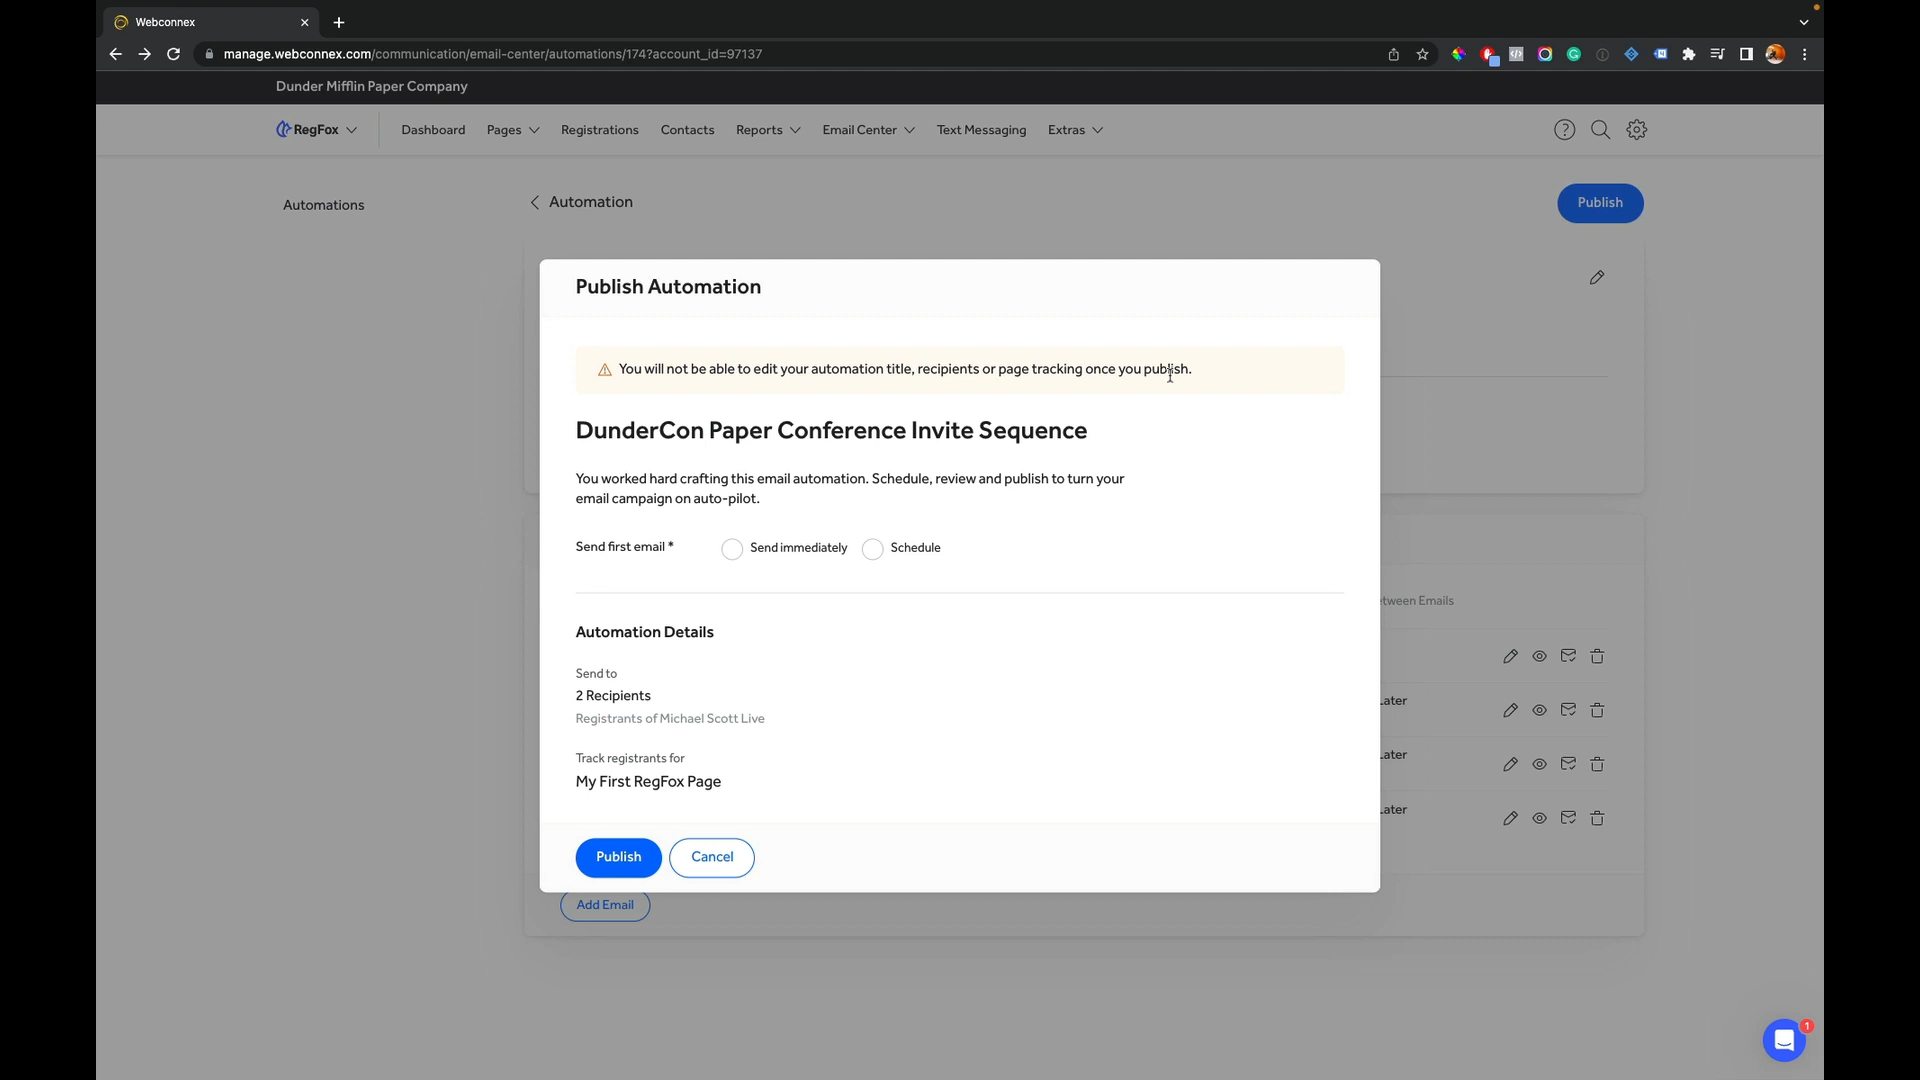 Webconnex
manage.webconnex.com/communication/email-center/automations/174?account_id=97137
Dunder Mifflin Paper Company
RegFox Dashboard Pages Registrations Contacts Reports Email Center Text Messaging Extras
Automations
Automation
Publish
Publish Automation
You will not be able to edit your automation title, recipients or page tracking once you publish.
DunderCon Paper Conference Invite Sequence
You worked hard crafting this email automation. Schedule, review and publish to turn your
email campaign on auto-pilot.
Send first email * Send immediately Schedule
Emails
Automation Details
Send to
2 Recipients
Later
Registrants of Michael Scott Live
Track registrants for
Later
My First RegFox Page
Later
Publish Cancel
Add Email
1